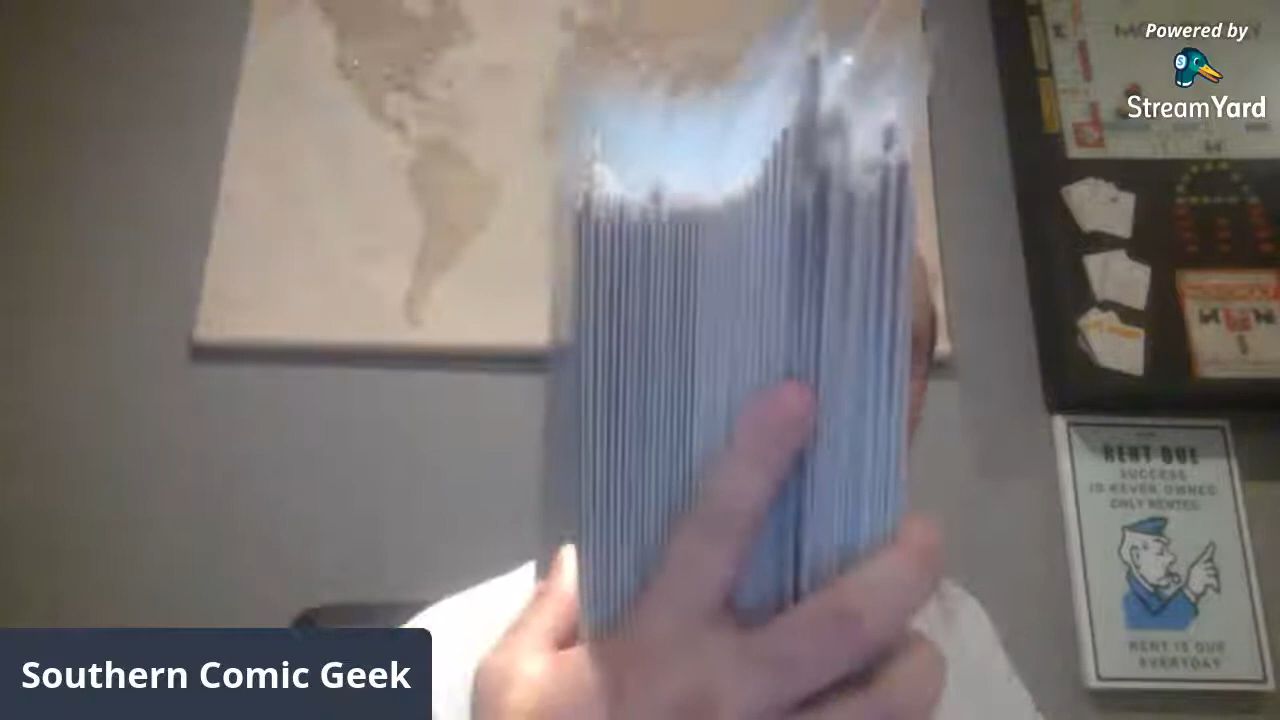 Powered by
StreamYard
RENT DUE
SUCCESS
IS NEVER OWNED
ONLY RENTED
RENT IS DUE
EVERYDAY
Southern Comic Geek